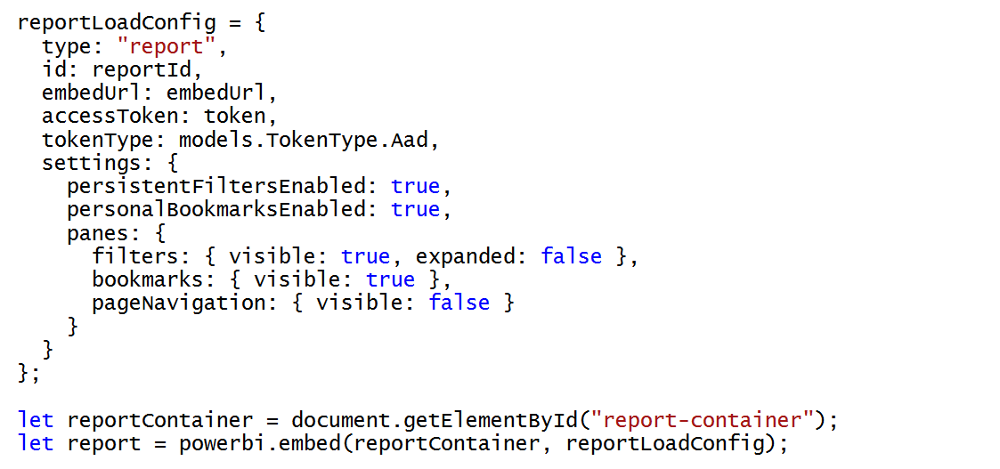 reportLoadConfig = {
  type: "report",
  id: reportId,
  embedUrl: embedUrl,
  accessToken: token,
  tokenType: models.TokenType.Aad,
  settings: {
    persistentFiltersEnabled: true,
    personalBookmarksEnabled: true,
    panes: {
      filters: { visible: true, expanded: false },
      bookmarks: { visible: true },
      pageNavigation: { visible: false }
    }
  }
};

let reportContainer = document.getElementById("report-container");
let report = powerbi.embed(reportContainer, reportLoadConfig);